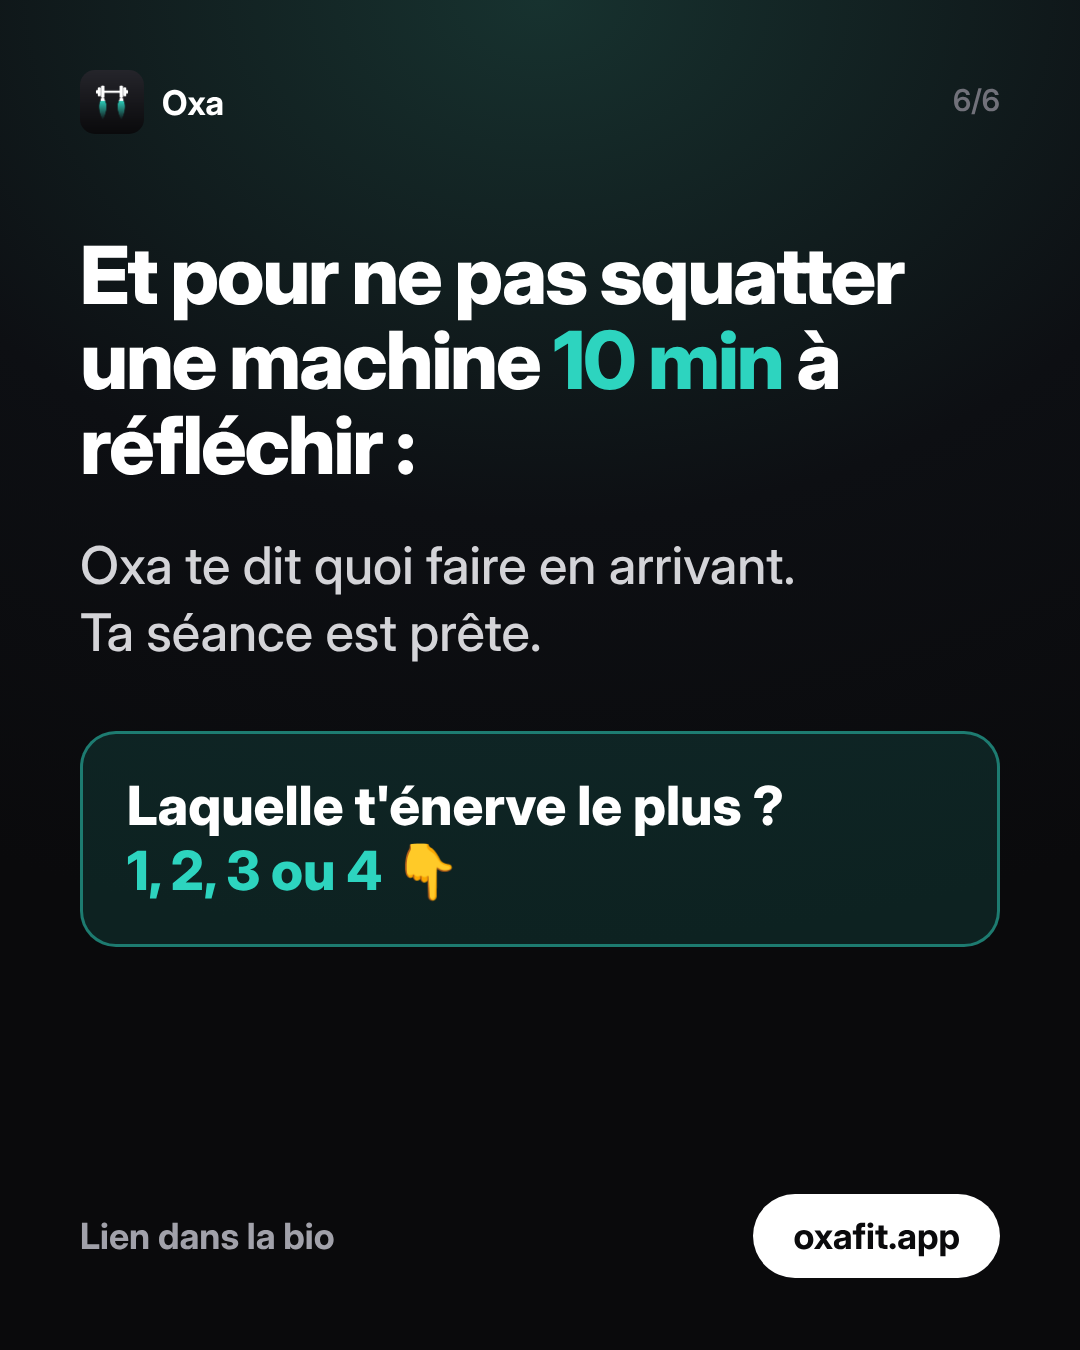 Oxa
6/6
Et pour ne pas squatter
une machine 10 min à
réfléchir :
Oxa te dit quoi faire en arrivant.
Ta séance est prête.
Laquelle t'énerve le plus ?
1, 2, 3 ou 4 👇
Lien dans la bio
oxafit.app